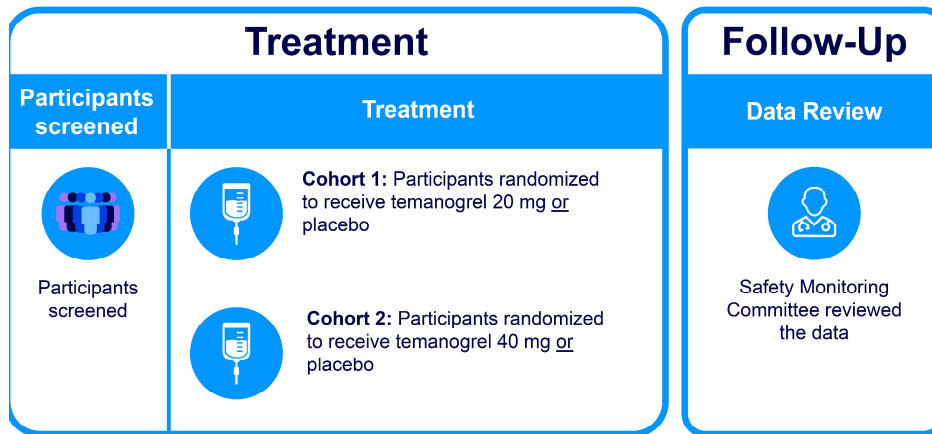 Treatment
Participants
screened
Treatment
Participants
screened
Cohort 1: Participants randomized
to receive temanogrel 20 mg or
placebo
Cohort 2: Participants randomized
to receive temanogrel 40 mg or
placebo
Follow-Up
Data Review
Safety Monitoring
Committee reviewed
the data